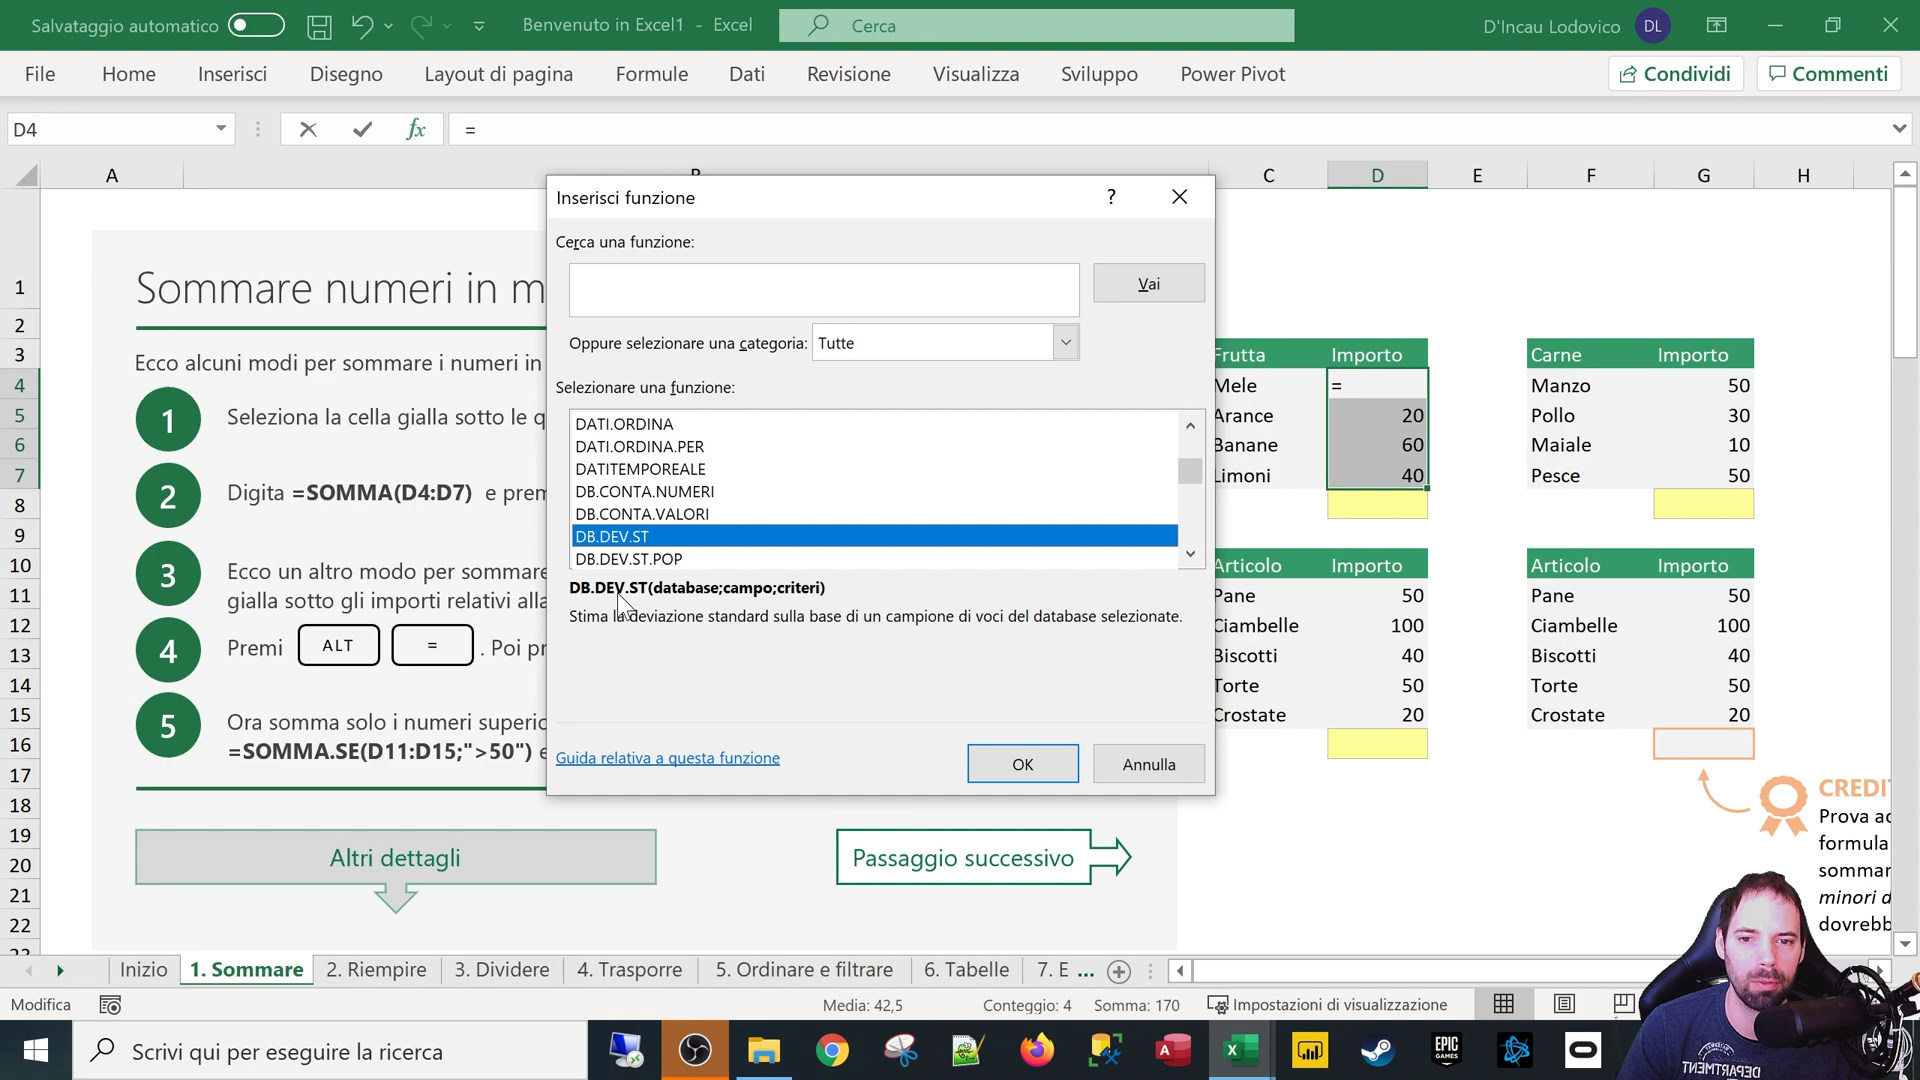 Salvataggio automatico
Benvenuto in Excel1 - Excel
Cerca
D'Incau Lodovico
DL
File Home Inserisci Disegno Layout di pagina Formule Dati Revisione Visualizza Sviluppo Power Pivot
Condividi
Commenti
D4
fx
=
A C D E F G H
Inserisci funzione
?
Cerca una funzione:
Vai
Oppure selezionare una categoria: Tutte
Selezionare una funzione:
DATI.ORDINA
DATI.ORDINA.PER
DATITEMPOREALE
DB.CONTA.NUMERI
DB.CONTA.VALORI
DB.DEV.ST
DB.DEV.ST.POP
DB.DEV.ST(database;campo;criteri)
Stima la deviazione standard sulla base di un campione di voci del database selezionate.
Guida relativa a questa funzione
OK
Annulla
1
2
3
4
5
6
7
8
9
10
11
12
13
14
15
16
17
18
19
20
21
22
Sommare numeri in m
Ecco alcuni modi per sommare i numeri in
1 Seleziona la cella gialla sotto le q
2 Digita =SOMMA(D4:D7) e prem
3 Ecco un altro modo per sommare
gialla sotto gli importi relativi alla
4 Premi ALT = . Poi pr
5 Ora somma solo i numeri superio
=SOMMA.SE(D11:D15;">50") e
Altri dettagli
Passaggio successivo
Frutta Importo
Mele =
Arance 20
Banane 60
Limoni 40
Carne Importo
Manzo 50
Pollo 30
Maiale 10
Pesce 50
Articolo Importo
Pane 50
Ciambelle 100
Biscotti 40
Torte 50
Crostate 20
Articolo Importo
Pane 50
Ciambelle 100
Biscotti 40
Torte 50
Crostate 20
CREDIT
Prova ad
formula
sommar
minori d
dovrebb
Inizio 1. Sommare 2. Riempire 3. Dividere 4. Trasporre 5. Ordinare e filtrare 6. Tabelle 7. E ...
Modifica
Media: 42,5 Conteggio: 4 Somma: 170
Impostazioni di visualizzazione
Scrivi qui per eseguire la ricerca
EPIC
GAMES
DEPARTMENT